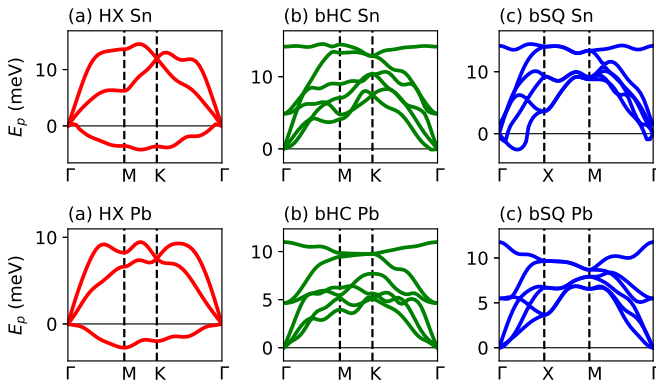 (a) HX Sn
(b) bHC Sn
(c) bSQ Sn
E_p (meV)
10
0
10
0
10
0
Γ M K Γ
Γ M K Γ
Γ X M Γ
(a) HX Pb
(b) bHC Pb
(c) bSQ Pb
E_p (meV)
10
0
10
5
0
10
5
0
Γ M K Γ
Γ M K Γ
Γ X M Γ